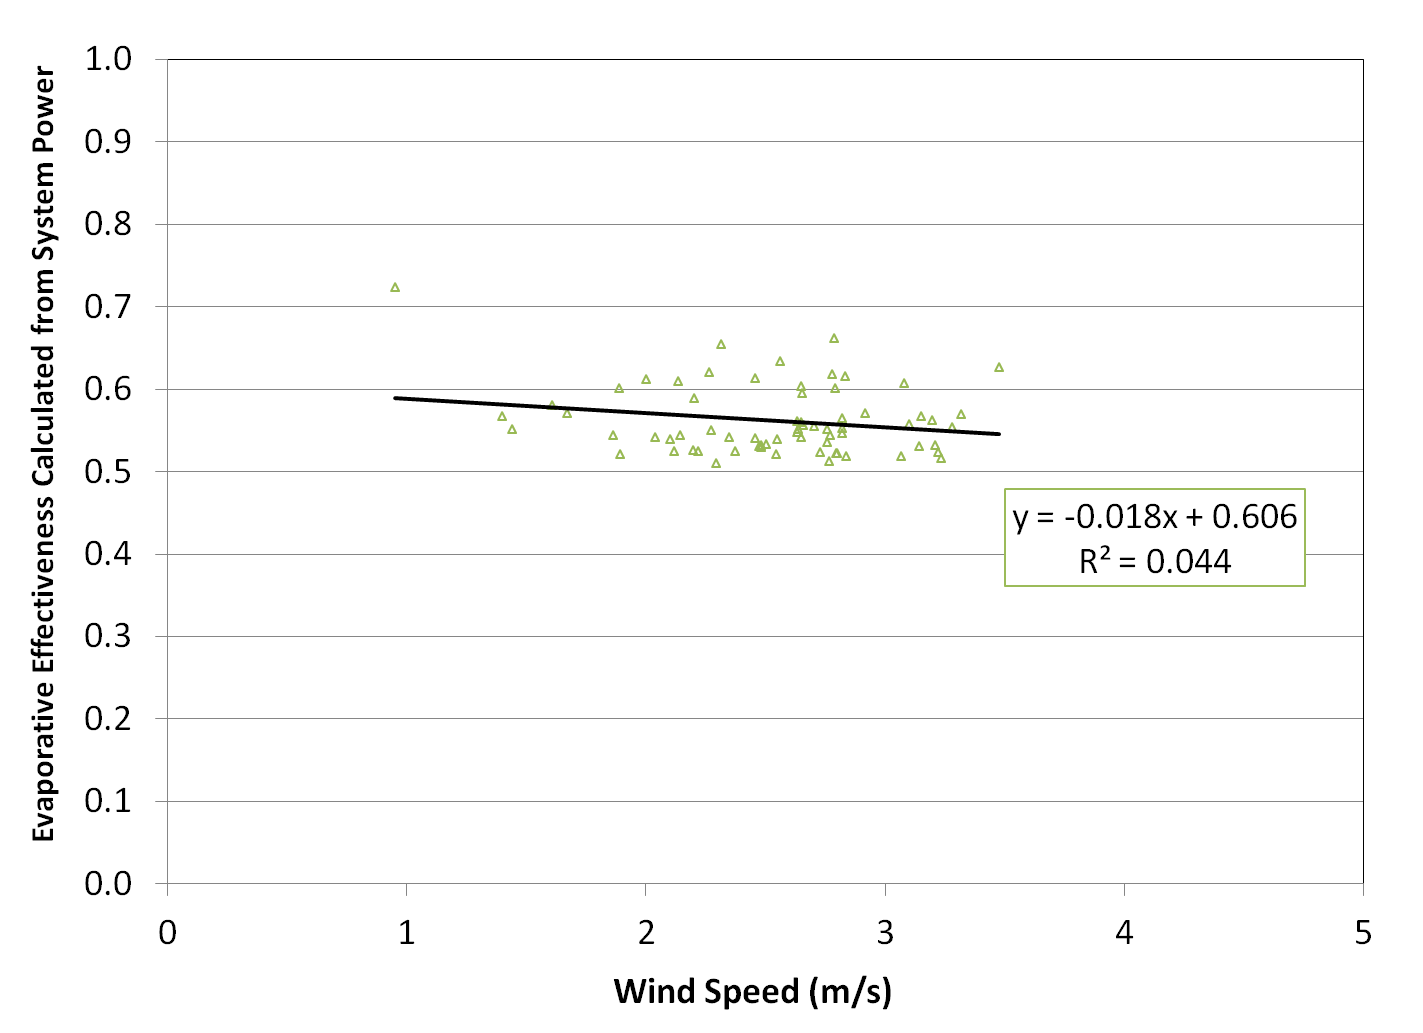 Evaporative Effectiveness Calculated from System Power
1.0
0.9
0.8
0.7
0.6
0.5
0.4
0.3
0.2
0.1
0.0
y = -0.018x + 0.606
R² = 0.044
0 1 2 3 4 5
Wind Speed (m/s)